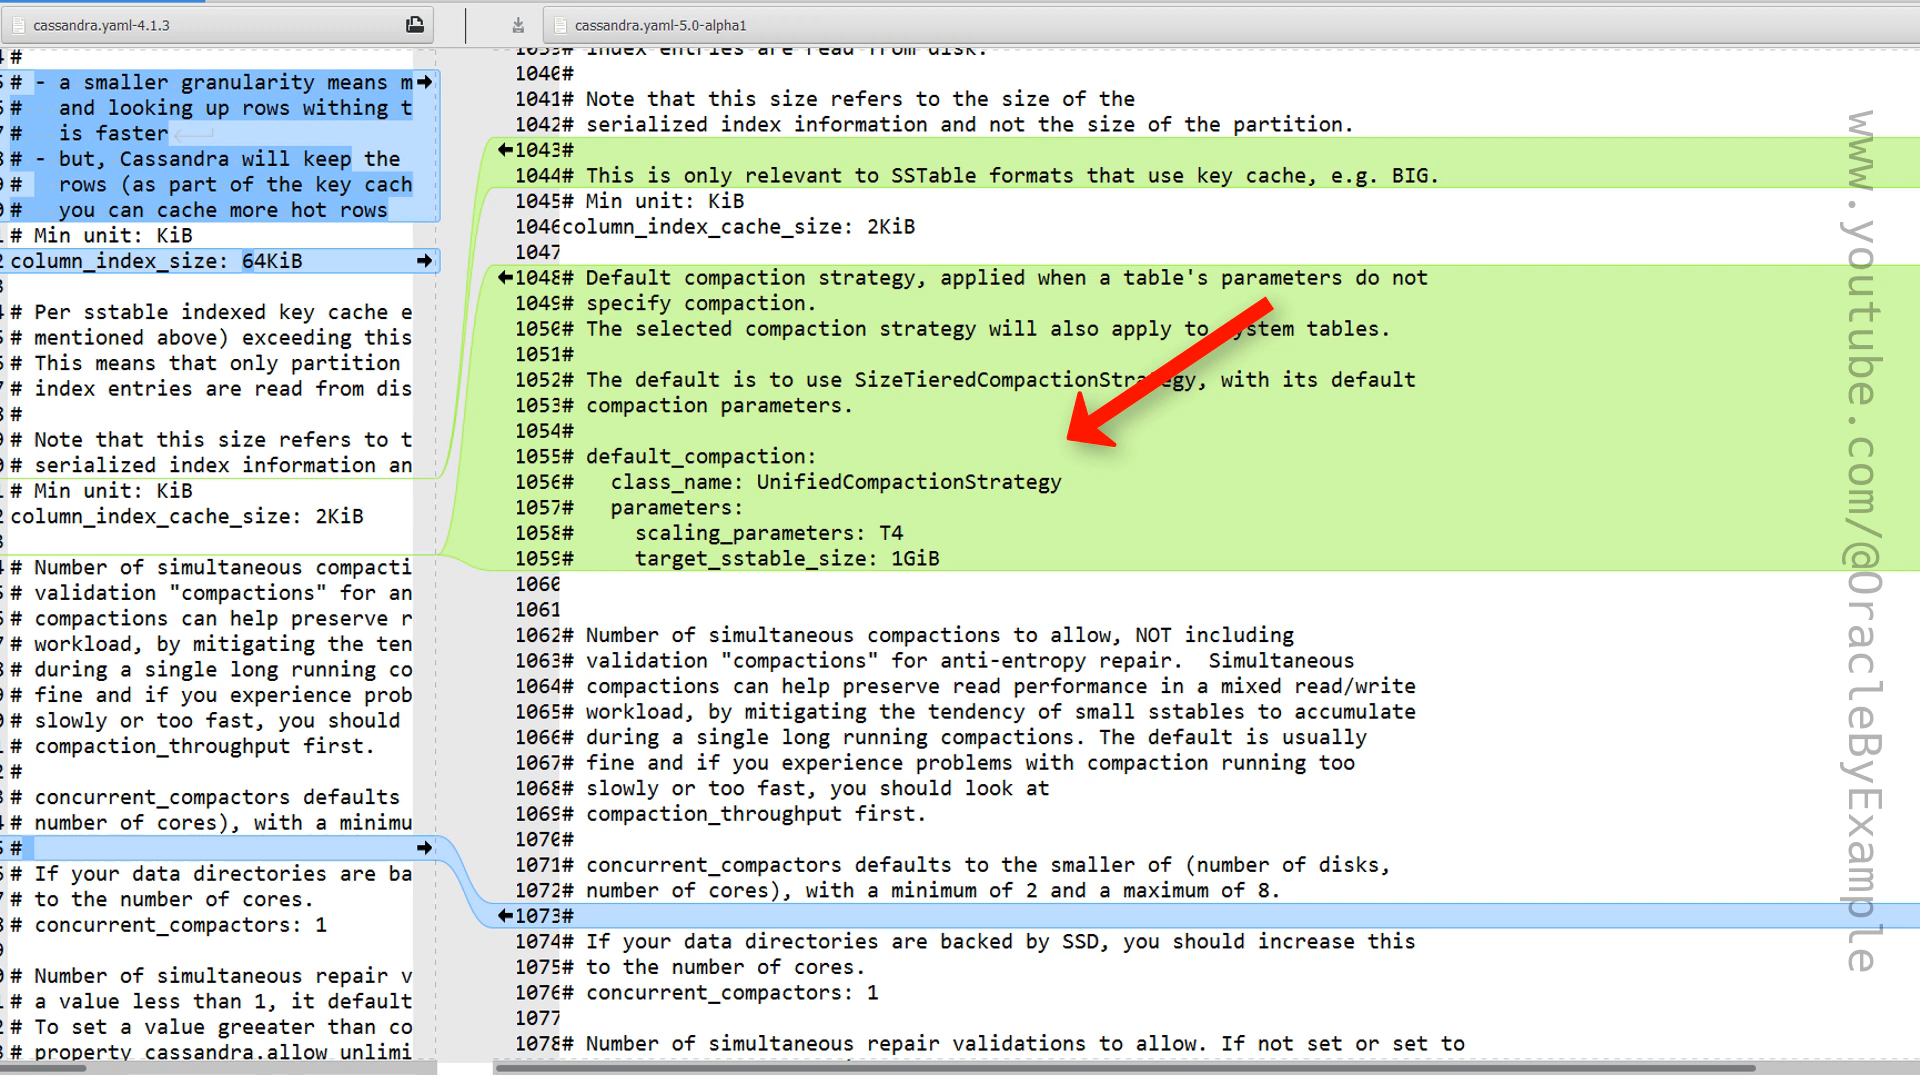 cassandra.yaml-4.1.3
#
# - a smaller granularity means m
#   and looking up rows withing t
#   is faster
# - but, Cassandra will keep the
#   rows (as part of the key cach
#   you can cache more hot rows
# Min unit: KiB
column_index_size: 64KiB
# Per sstable indexed key cache e
# mentioned above) exceeding this
# This means that only partition
# index entries are read from dis
#
# Note that this size refers to t
# serialized index information an
# Min unit: KiB
column_index_cache_size: 2KiB
# Number of simultaneous compacti
# validation "compactions" for an
# compactions can help preserve r
# workload, by mitigating the ten
# during a single long running co
# fine and if you experience prob
# slowly or too fast, you should
# compaction_throughput first.
#
# concurrent_compactors defaults
# number of cores), with a minimu
#
# If your data directories are ba
# to the number of cores.
# concurrent_compactors: 1
# Number of simultaneous repair v
# a value less than 1, it default
# To set a value greeater than co
# property cassandra.allow_unlimi
cassandra.yaml-5.0-alpha1
1039# index entries are read from disk.
1040#
1041# Note that this size refers to the size of the
1042# serialized index information and not the size of the partition.
1043#
1044# This is only relevant to SSTable formats that use key cache, e.g. BIG.
1045# Min unit: KiB
1046column_index_cache_size: 2KiB
1047
1048# Default compaction strategy, applied when a table's parameters do not
1049# specify compaction.
1050# The selected compaction strategy will also apply to system tables.
1051#
1052# The default is to use SizeTieredCompactionStrategy, with its default
1053# compaction parameters.
1054#
1055# default_compaction:
1056#   class_name: UnifiedCompactionStrategy
1057#   parameters:
1058#     scaling_parameters: T4
1059#     target_sstable_size: 1GiB
1060
1061
1062# Number of simultaneous compactions to allow, NOT including
1063# validation "compactions" for anti-entropy repair.  Simultaneous
1064# compactions can help preserve read performance in a mixed read/write
1065# workload, by mitigating the tendency of small sstables to accumulate
1066# during a single long running compactions. The default is usually
1067# fine and if you experience problems with compaction running too
1068# slowly or too fast, you should look at
1069# compaction_throughput first.
1070#
1071# concurrent_compactors defaults to the smaller of (number of disks,
1072# number of cores), with a minimum of 2 and a maximum of 8.
1073#
1074# If your data directories are backed by SSD, you should increase this
1075# to the number of cores.
1076# concurrent_compactors: 1
1077
1078# Number of simultaneous repair validations to allow. If not set or set to
www.youtube.com/@OracleByExample